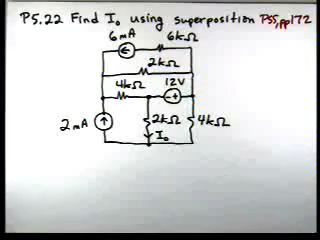 P5.22 Find I₀ using superposition P55,pp172
6mA 6kΩ
2kΩ
4kΩ 12V
- +
2mA 2kΩ 4kΩ
I₀